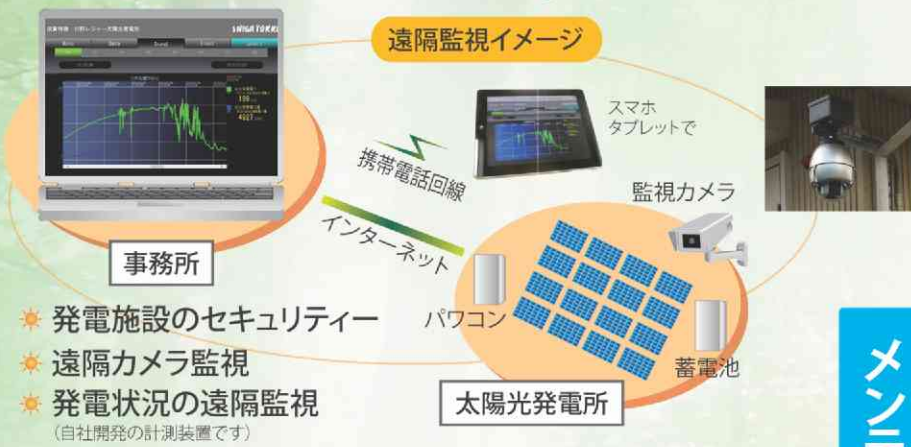 遠隔監視イメージ
SHIGA TOKKI
スマホ
タブレットで
携帯電話回線
監視カメラ
インターネット
事務所
パワコン
蓄電池
太陽光発電所
発電施設のセキュリティー
遠隔カメラ監視
発電状況の遠隔監視
(自社開発の計測装置です)
メン